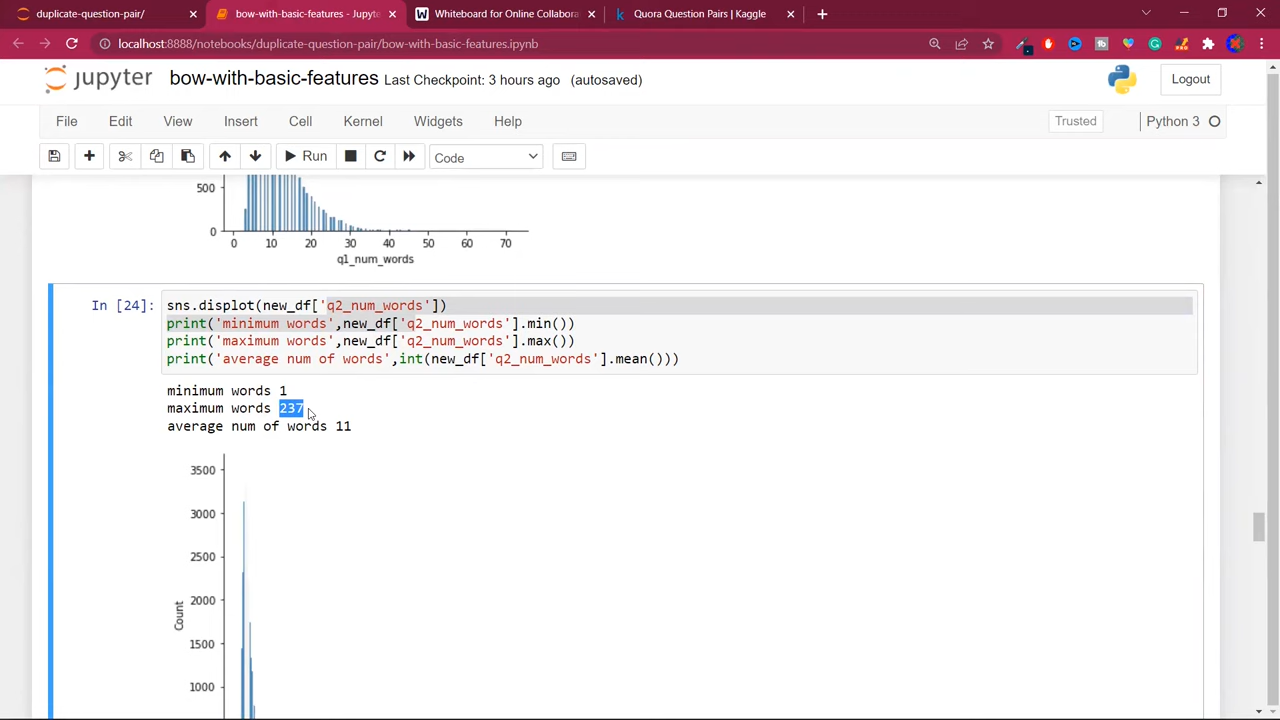 duplicate-question-pair/
bow-with-basic-features - Jupyte
Whiteboard for Online Collabora
Quora Question Pairs | Kaggle
localhost:8888/notebooks/duplicate-question-pair/bow-with-basic-features.ipynb
jupyter bow-with-basic-features Last Checkpoint: 3 hours ago (autosaved)
Logout
File Edit View Insert Cell Kernel Widgets Help
Trusted Python 3
Run Code
500
0
0 10 20 30 40 50 60 70
q1_num_words
In [24]: sns.displot(new_df['q2_num_words'])
print('minimum words',new_df['q2_num_words'].min())
print('maximum words',new_df['q2_num_words'].max())
print('average num of words',int(new_df['q2_num_words'].mean()))
minimum words 1
maximum words 237
average num of words 11
3500
3000
2500
2000
Count
1500
1000